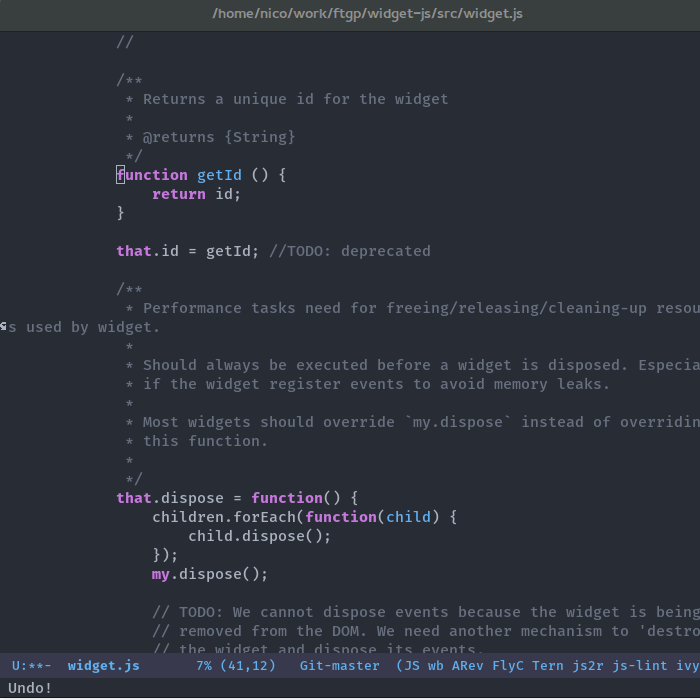 /home/nico/work/ftgp/widget-js/src/widget.js
//
/**
* Returns a unique id for the widget
*
* @returns {String}
*/
function getId () {
return id;
}
that.id = getId; //TODO: deprecated
/**
* Performance tasks need for freeing/releasing/cleaning-up resou
s used by widget.
*
* Should always be executed before a widget is disposed. Especia
* if the widget register events to avoid memory leaks.
*
* Most widgets should override `my.dispose` instead of overridin
* this function.
*
*/
that.dispose = function() {
children.forEach(function(child) {
child.dispose();
});
my.dispose();
// TODO: We cannot dispose events because the widget is being
// removed from the DOM. We need another mechanism to 'destro
// the widget and dispose its events.
U:**- widget.js 7% (41,12) Git-master (JS wb ARev FlyC Tern js2r js-lint ivy
Undo!